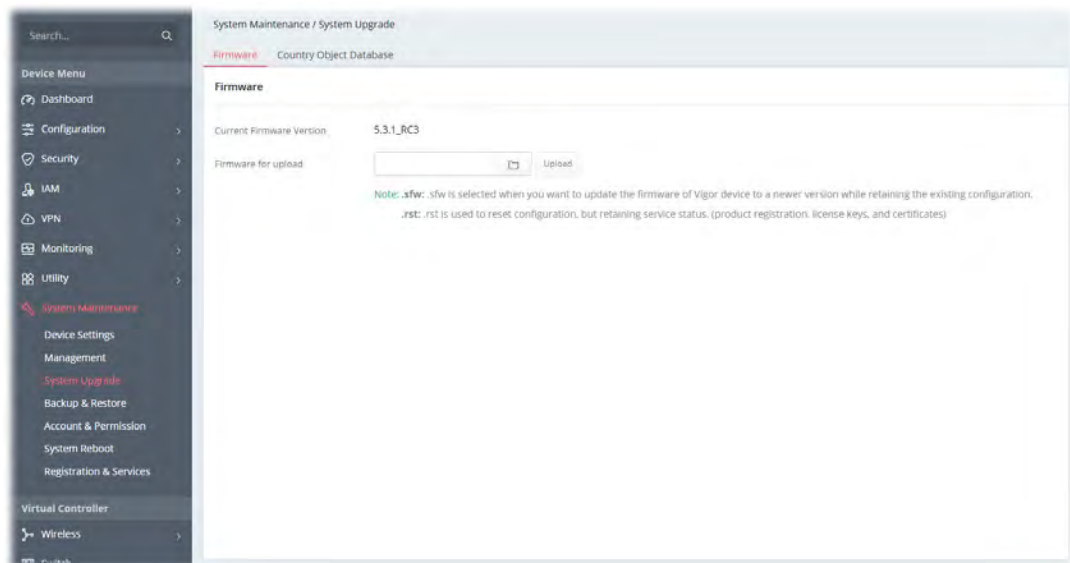 Search...
Device Menu
Dashboard
Configuration
Security
IAM
VPN
Monitoring
Utility
System Maintenance
Device Settings
Management
System Upgrade
Backup & Restore
Account & Permission
System Reboot
Registration & Services
Virtual Controller
Wireless
Switch
System Maintenance / System Upgrade
Firmware Country Object Database
Firmware
Current Firmware Version 5.3.1_RC3
Firmware for upload Upload
Note: .sfw: .sfw is selected when you want to update the firmware of Vigor device to a newer version while retaining the existing configuration.
.rst: .rst is used to reset configuration, but retaining service status. (product registration, license keys, and certificates)